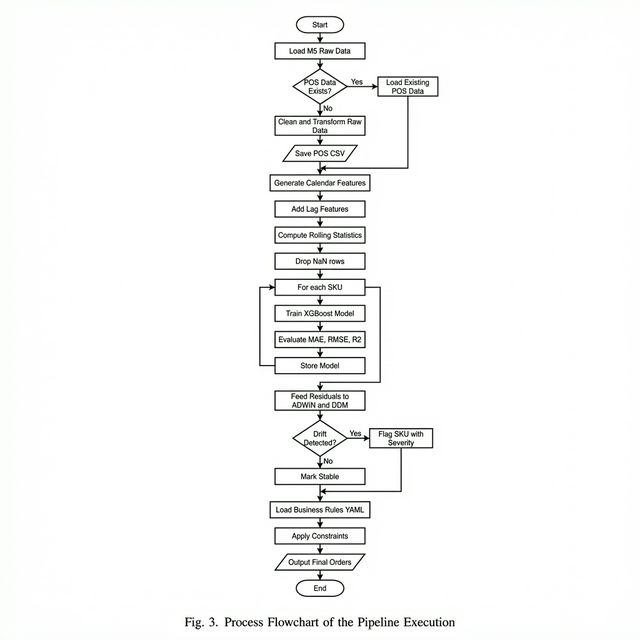 Start
Load M5 Raw Data
POS Data
Exists?
Yes
Load Existing
POS Data
No
Clean and Transform Raw
Data
Save POS CSV
Generate Calendar Features
Add Lag Features
Compute Rolling Statistics
Drop NaN rows
For each SKU
Train XGBoost Model
Evaluate MAE, RMSE, R2
Store Model
Feed Residuals to
ADWiN and DDM
Drift
Detected?
Yes
Flag SKU with
Severity
No
Mark Stable
Load Business Rules YAML
Apply Constraints
Output Final Orders
End
Fig. 3. Process Flowchart of the Pipeline Execution